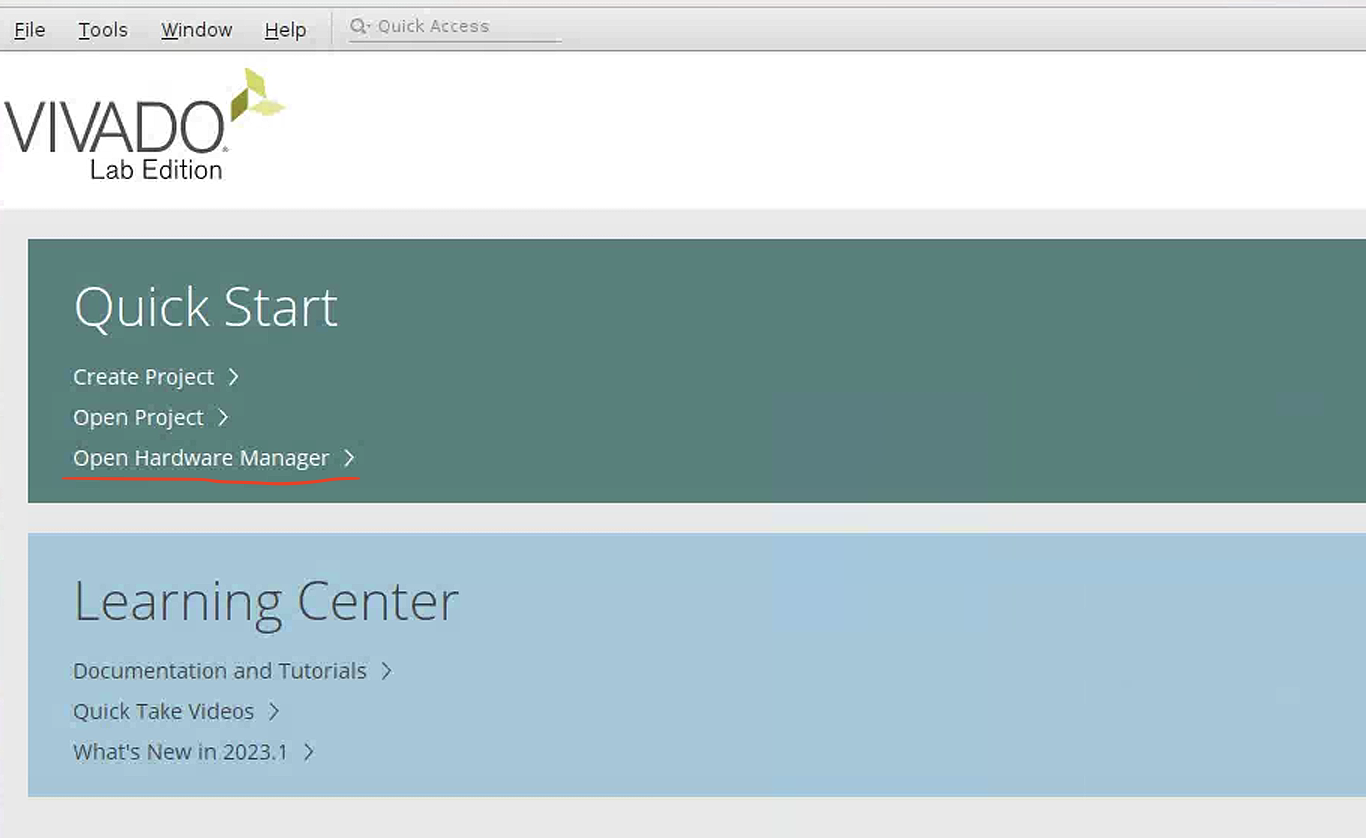 File Tools Window Help Quick Access
VIVADO
Lab Edition
Quick Start
Create Project >
Open Project >
Open Hardware Manager >
Learning Center
Documentation and Tutorials >
Quick Take Videos >
What's New in 2023.1 >